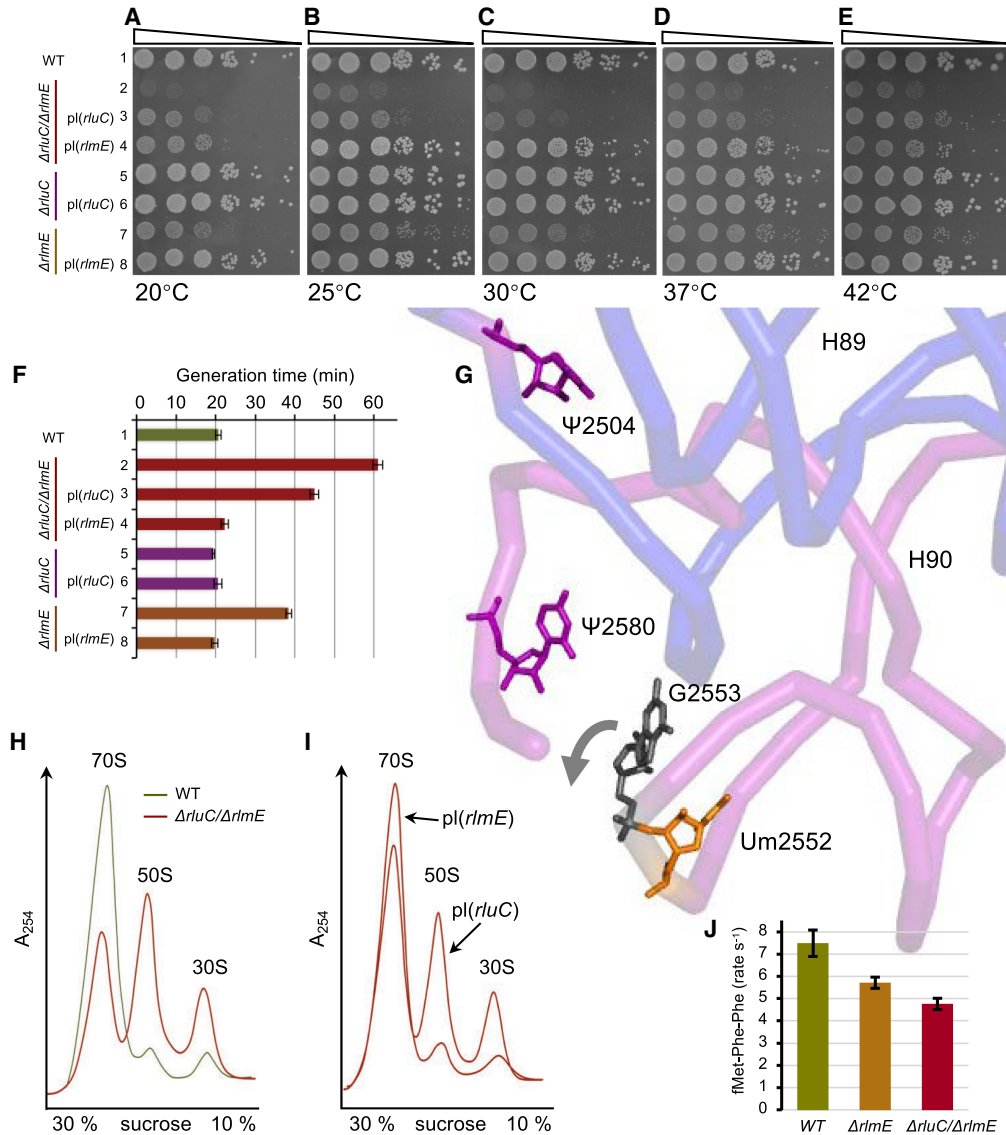 A B C D E
WT 1
ΔrluC/ΔrlmE 2
pl(rluC) 3
pl(rlmE) 4
ΔrluC 5
pl(rluC) 6
ΔrlmE 7
pl(rlmE) 8
20°C 25°C 30°C 37°C 42°C
F
Generation time (min)
0 10 20 30 40 50 60
WT 1
ΔrluC/ΔrlmE 2
pl(rluC) 3
pl(rlmE) 4
ΔrluC 5
pl(rluC) 6
ΔrlmE 7
pl(rlmE) 8
G
H89
Ψ2504
H90
Ψ2580
G2553
Um2552
H
70S
WT
ΔrluC/ΔrlmE
50S
30S
A254
30 % sucrose 10 %
I
70S
pl(rlmE)
50S
pl(rluC)
30S
A254
30 % sucrose 10 %
J
fMet-Phe-Phe (rate s⁻¹)
8
7
6
5
4
3
2
1
0
WT ΔrlmE ΔrluC/ΔrlmE